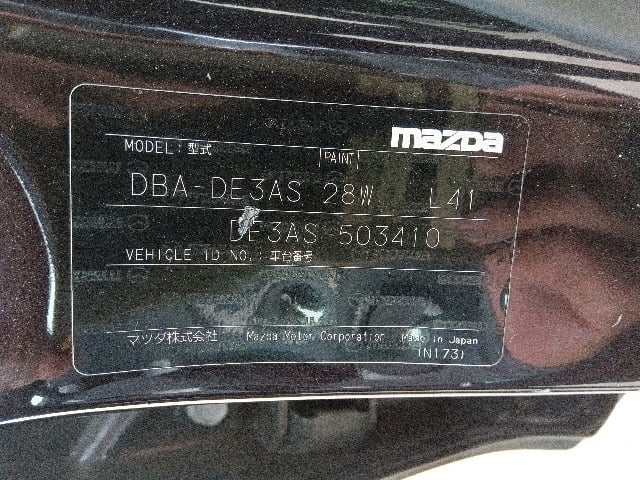 mazda
MODEL : 型式 PAINT
DBA-DE3AS 28W L41
DE3AS-503410
VEHICLE ID NO. : 車台番号
マツダ株式会社 Mazda Motor Corporation Made in Japan
(N173)